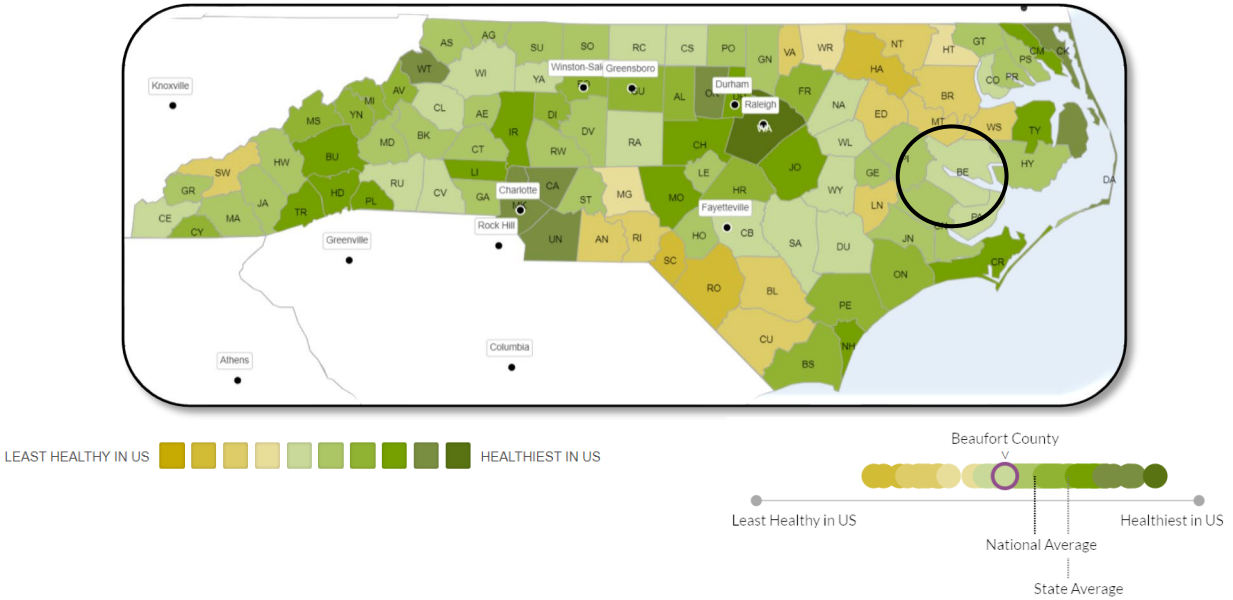 AS
AG
SU
SO
RC
CS
PO
GN
VA
WR
NT
HT
GT
CM
CK
PS
PR
CO
HA
BR
WT
WI
YA
Winston-Sal
Greensboro
GU
AL
Durham
Raleigh
WA
FR
NA
ED
MT
WS
TY
Knoxville
AV
MI
YN
MS
CL
AE
IR
DI
DV
RA
CH
JO
WL
GE
BE
HY
DA
MD
BK
CT
RW
BU
HW
SW
GR
JA
HD
RU
CV
LI
GA
Charlotte
CA
ST
MG
MO
LE
HR
Fayetteville
WY
LN
CE
CY
MA
TR
PL
Rock Hill
UN
AN
RI
HO
CB
SA
DU
JN
CR
Greenville
SC
RO
BL
ON
PE
CU
NH
BS
Columbia
Athens
LEAST HEALTHY IN US
HEALTHIEST IN US
Beaufort County
Least Healthy in US
Healthiest in US
National Average
State Average